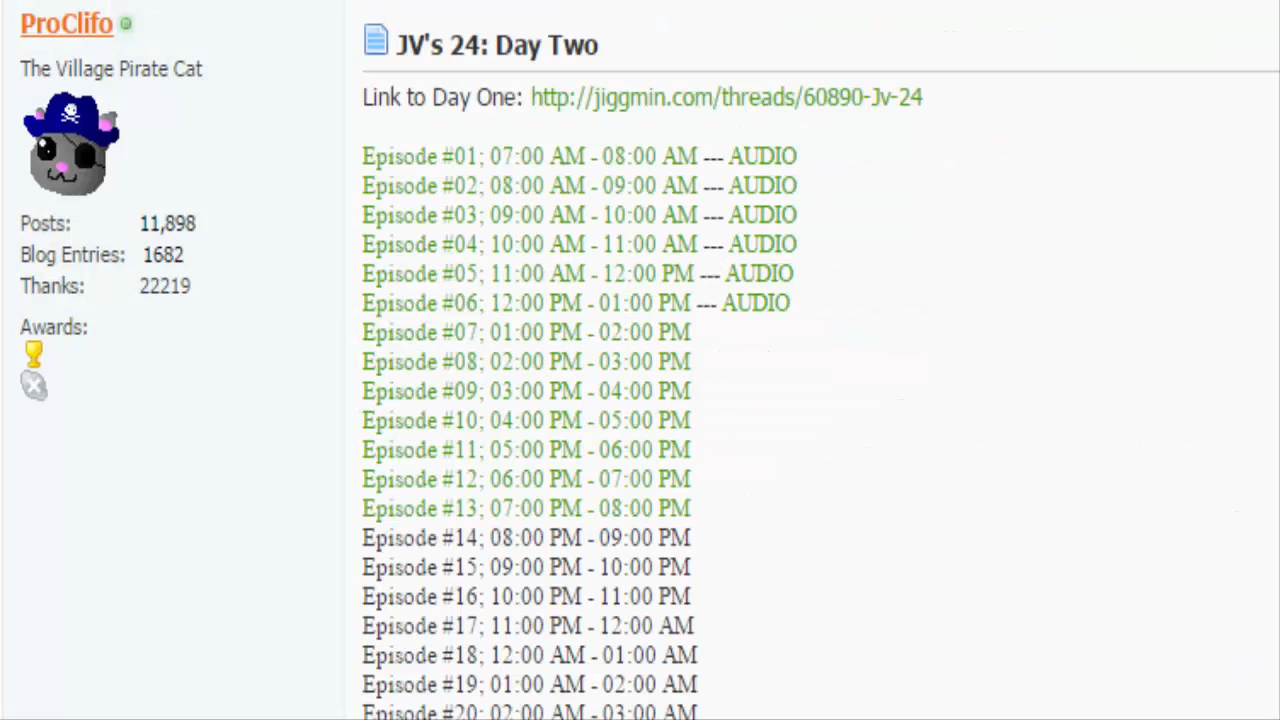 ProClifo
The Village Pirate Cat
Posts: 11,898
Blog Entries: 1682
Thanks: 22219
Awards:
JV's 24: Day Two
Link to Day One: http://jiggmin.com/threads/60890-Jv-24
Episode #01; 07:00 AM - 08:00 AM --- AUDIO
Episode #02; 08:00 AM - 09:00 AM --- AUDIO
Episode #03; 09:00 AM - 10:00 AM --- AUDIO
Episode #04; 10:00 AM - 11:00 AM --- AUDIO
Episode #05; 11:00 AM - 12:00 PM --- AUDIO
Episode #06; 12:00 PM - 01:00 PM --- AUDIO
Episode #07; 01:00 PM - 02:00 PM
Episode #08; 02:00 PM - 03:00 PM
Episode #09; 03:00 PM - 04:00 PM
Episode #10; 04:00 PM - 05:00 PM
Episode #11; 05:00 PM - 06:00 PM
Episode #12; 06:00 PM - 07:00 PM
Episode #13; 07:00 PM - 08:00 PM
Episode #14; 08:00 PM - 09:00 PM
Episode #15; 09:00 PM - 10:00 PM
Episode #16; 10:00 PM - 11:00 PM
Episode #17; 11:00 PM - 12:00 AM
Episode #18; 12:00 AM - 01:00 AM
Episode #19; 01:00 AM - 02:00 AM
Episode #20; 02:00 AM - 03:00 AM